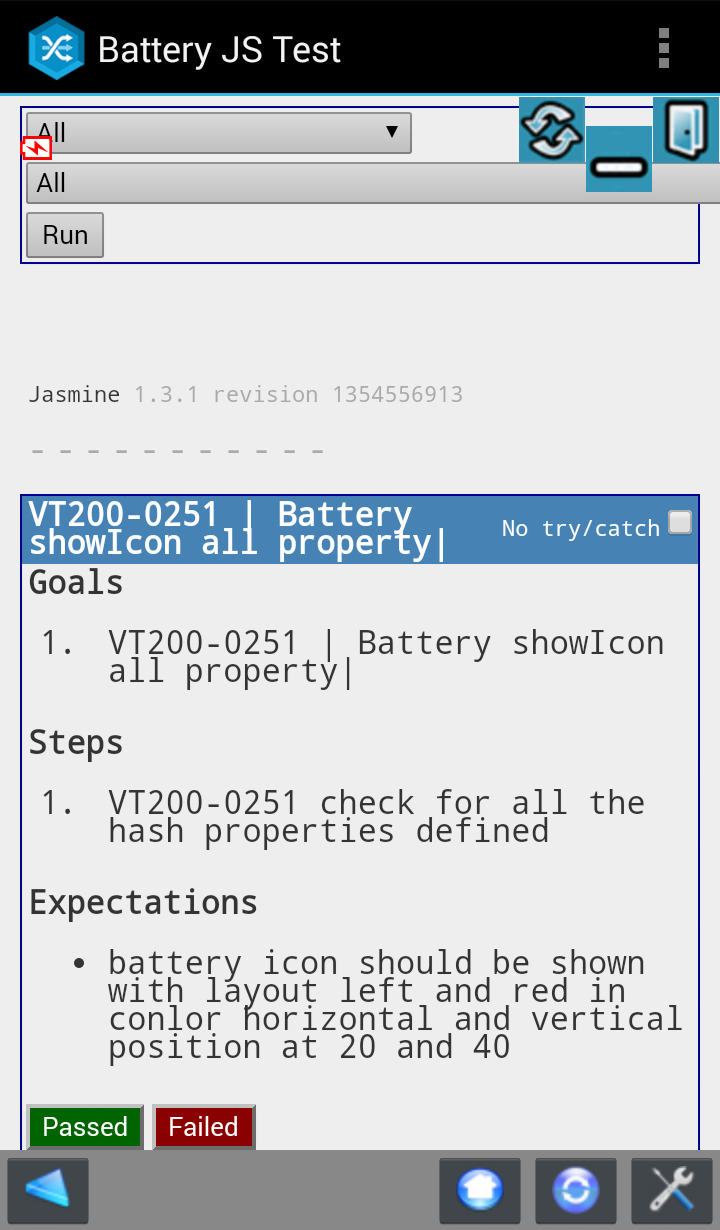 Battery JS Test
All
All
Run
Jasmine 1.3.1 revision 1354556913
- - - - - - - - - - -
VT200-0251 | Battery
showIcon all property|
No try/catch
Goals
1. VT200-0251 | Battery showIcon
all property|
Steps
1. VT200-0251 check for all the
hash properties defined
Expectations
• battery icon should be shown
with layout left and red in
conlor horizontal and vertical
position at 20 and 40
Passed Failed